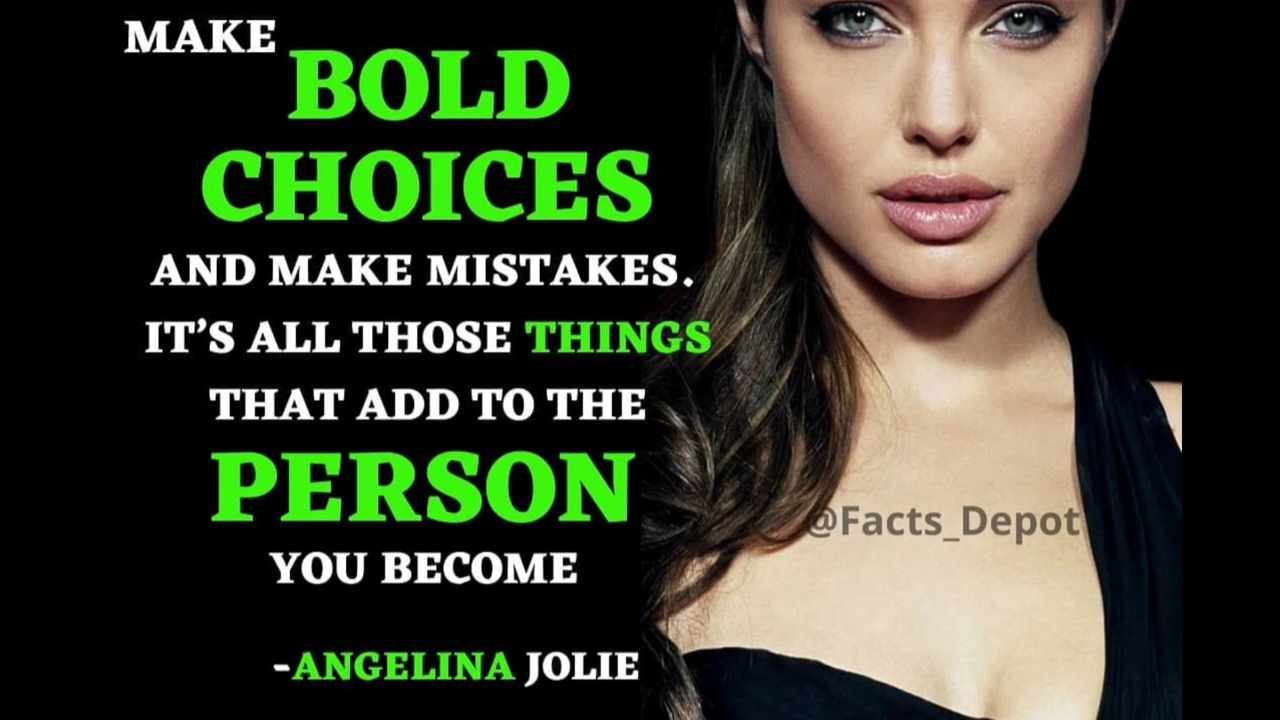 MAKE
BOLD
CHOICES
AND MAKE MISTAKES.
IT'S ALL THOSE THINGS
THAT ADD TO THE
PERSON
YOU BECOME
-ANGELINA JOLIE
@Facts_Depot